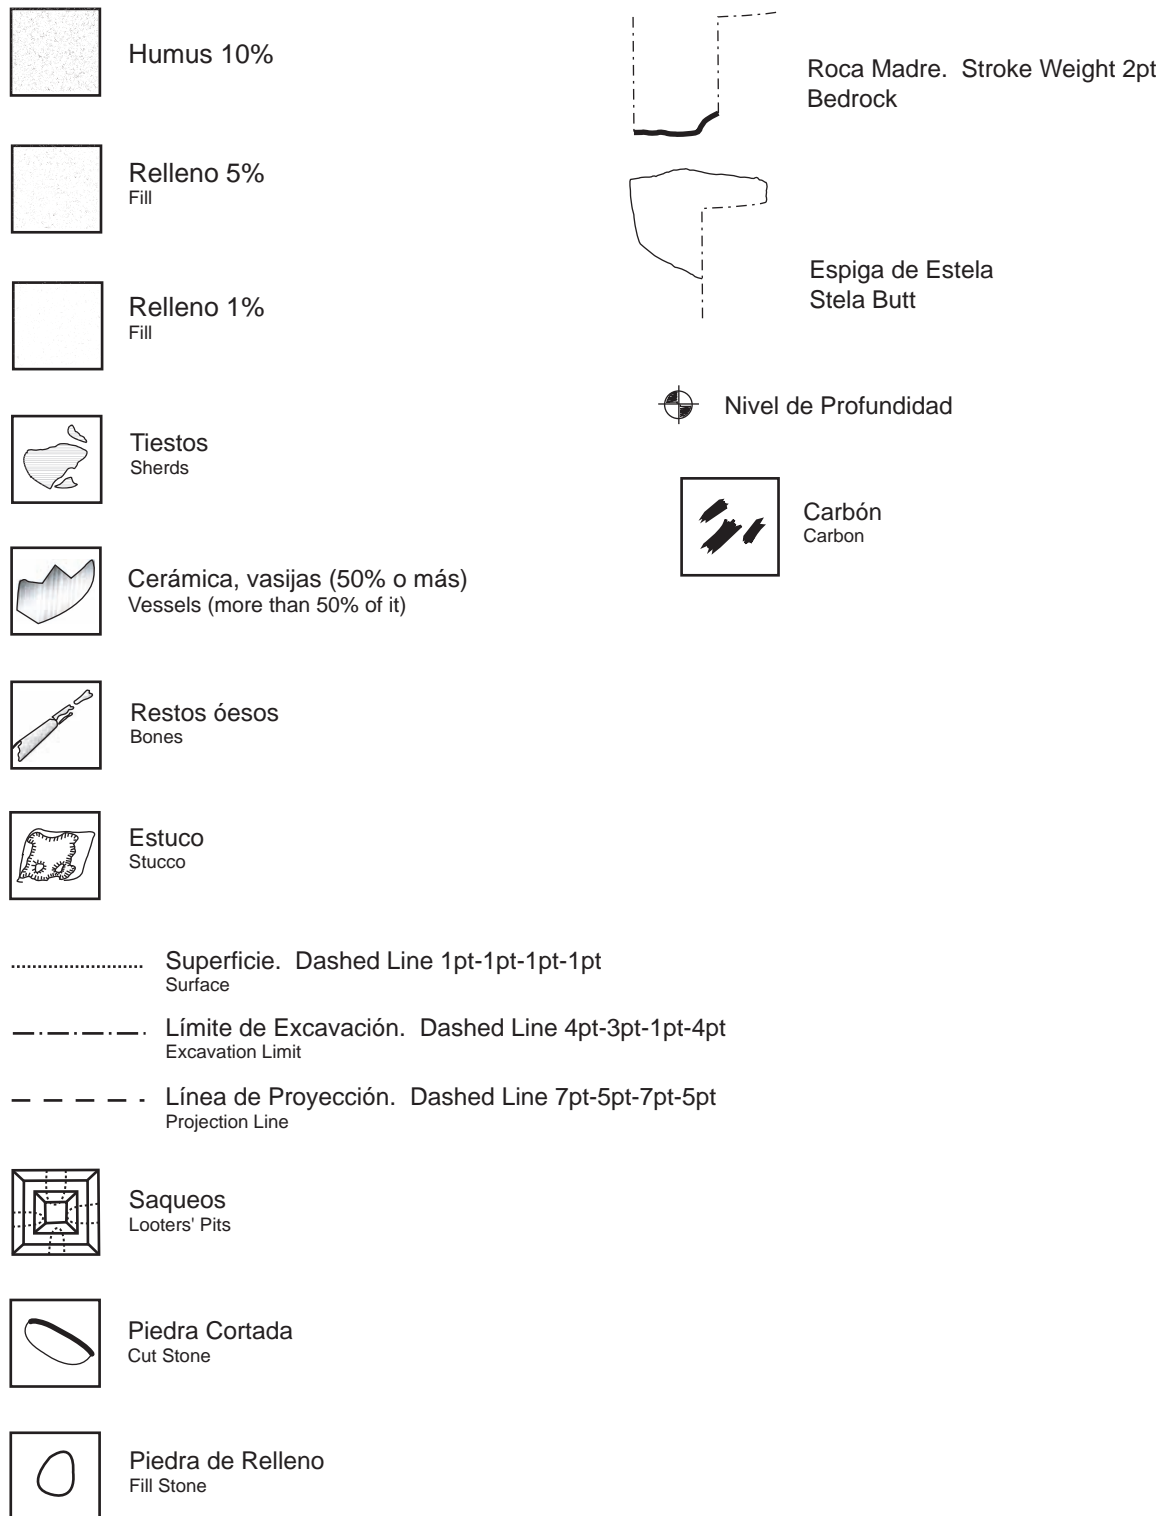 Humus 10%
Relleno 5%
Fill
Relleno 1%
Fill
Tiestos
Sherds
Cerámica, vasijas (50% o más)
Vessels (more than 50% of it)
Restos óesos
Bones
Estuco
Stucco
Superficie.  Dashed Line 1pt-1pt-1pt-1pt
Surface
Límite de Excavación.  Dashed Line 4pt-3pt-1pt-4pt
Excavation Limit
Línea de Proyección.  Dashed Line 7pt-5pt-7pt-5pt
Projection Line
Saqueos
Looters' Pits
Piedra Cortada
Cut Stone
Piedra de Relleno
Fill Stone
Roca Madre.  Stroke Weight 2pt
Bedrock
Espiga de Estela
Stela Butt
Nivel de Profundidad
Carbón
Carbon